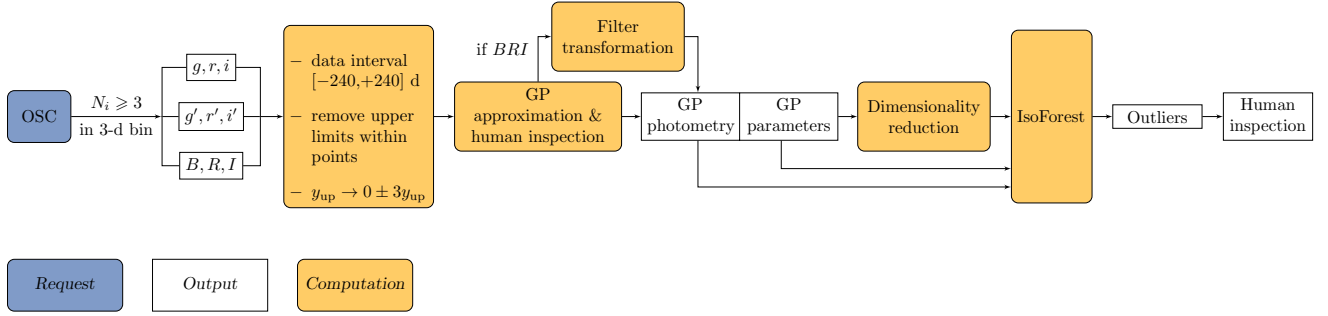 OSC
N_i ⩾ 3
in 3-d bin
g, r, i
g′, r′, i′
B, R, I
– data interval
[−240,+240] d
– remove upper
limits within
points
– y_up → 0 ± 3y_up
GP
approximation &
human inspection
if BRI
Filter
transformation
GP
photometry
GP
parameters
Dimensionality
reduction
IsoForest
Outliers
Human
inspection
Request
Output
Computation